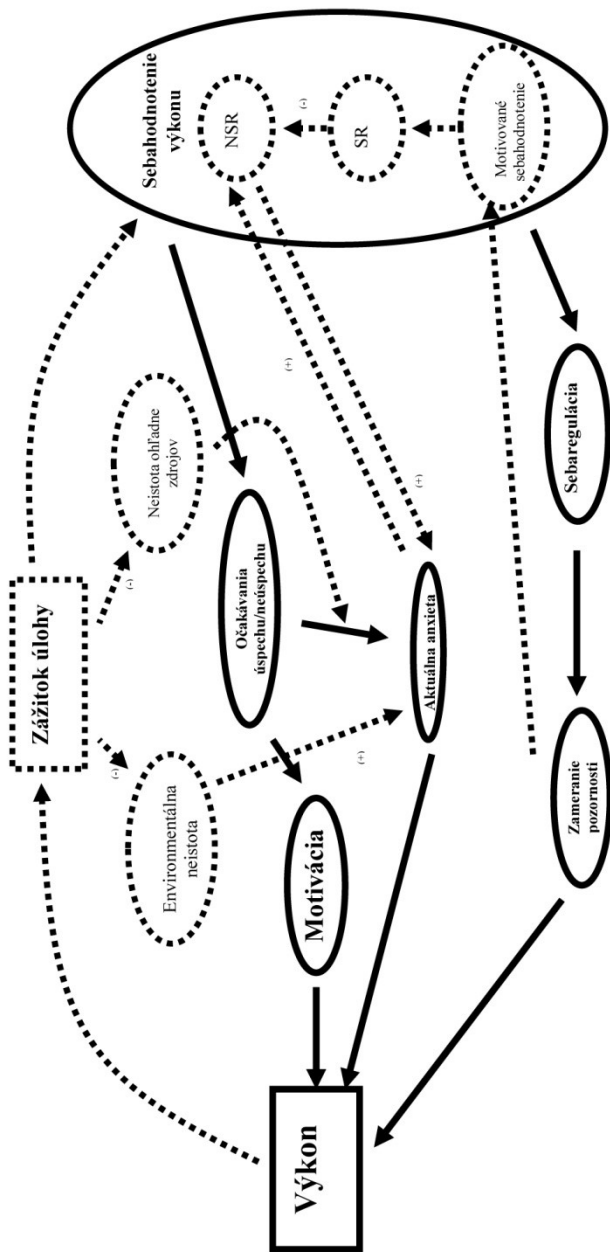 Zážitok úlohy
(-)
(-)
Environmentálna
neistota
Neistota ohľadne
zdrojov
Sebahodnotenie
výkonu
NSR
(-)
SR
Motivované
sebahodnotenie
Očakávania
úspechu/neúspechu
(+)
(+)
(+)
Výkon
Motivácia
Aktuálna anxieta
Zameranie
pozornosti
Sebaregulácia